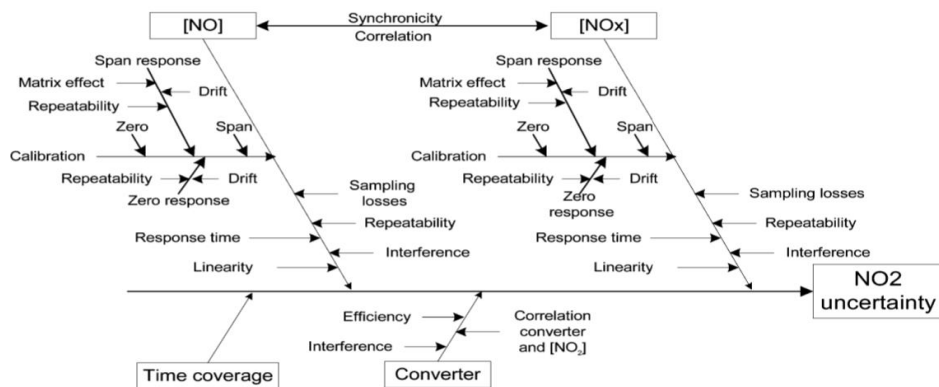 [NO]
Synchronicity
Correlation
[NOx]
Span response
Matrix effect
Drift
Repeatability
Zero
Span
Calibration
Repeatability
Drift
Zero response
Sampling
losses
Repeatability
Response time
Interference
Linearity
Span response
Matrix effect
Drift
Repeatability
Zero
Span
Calibration
Repeatability
Drift
Zero
response
Sampling losses
Repeatability
Response time
Interference
Linearity
NO2
uncertainty
Efficiency
Correlation
converter
and [NO₂]
Interference
Time coverage
Converter